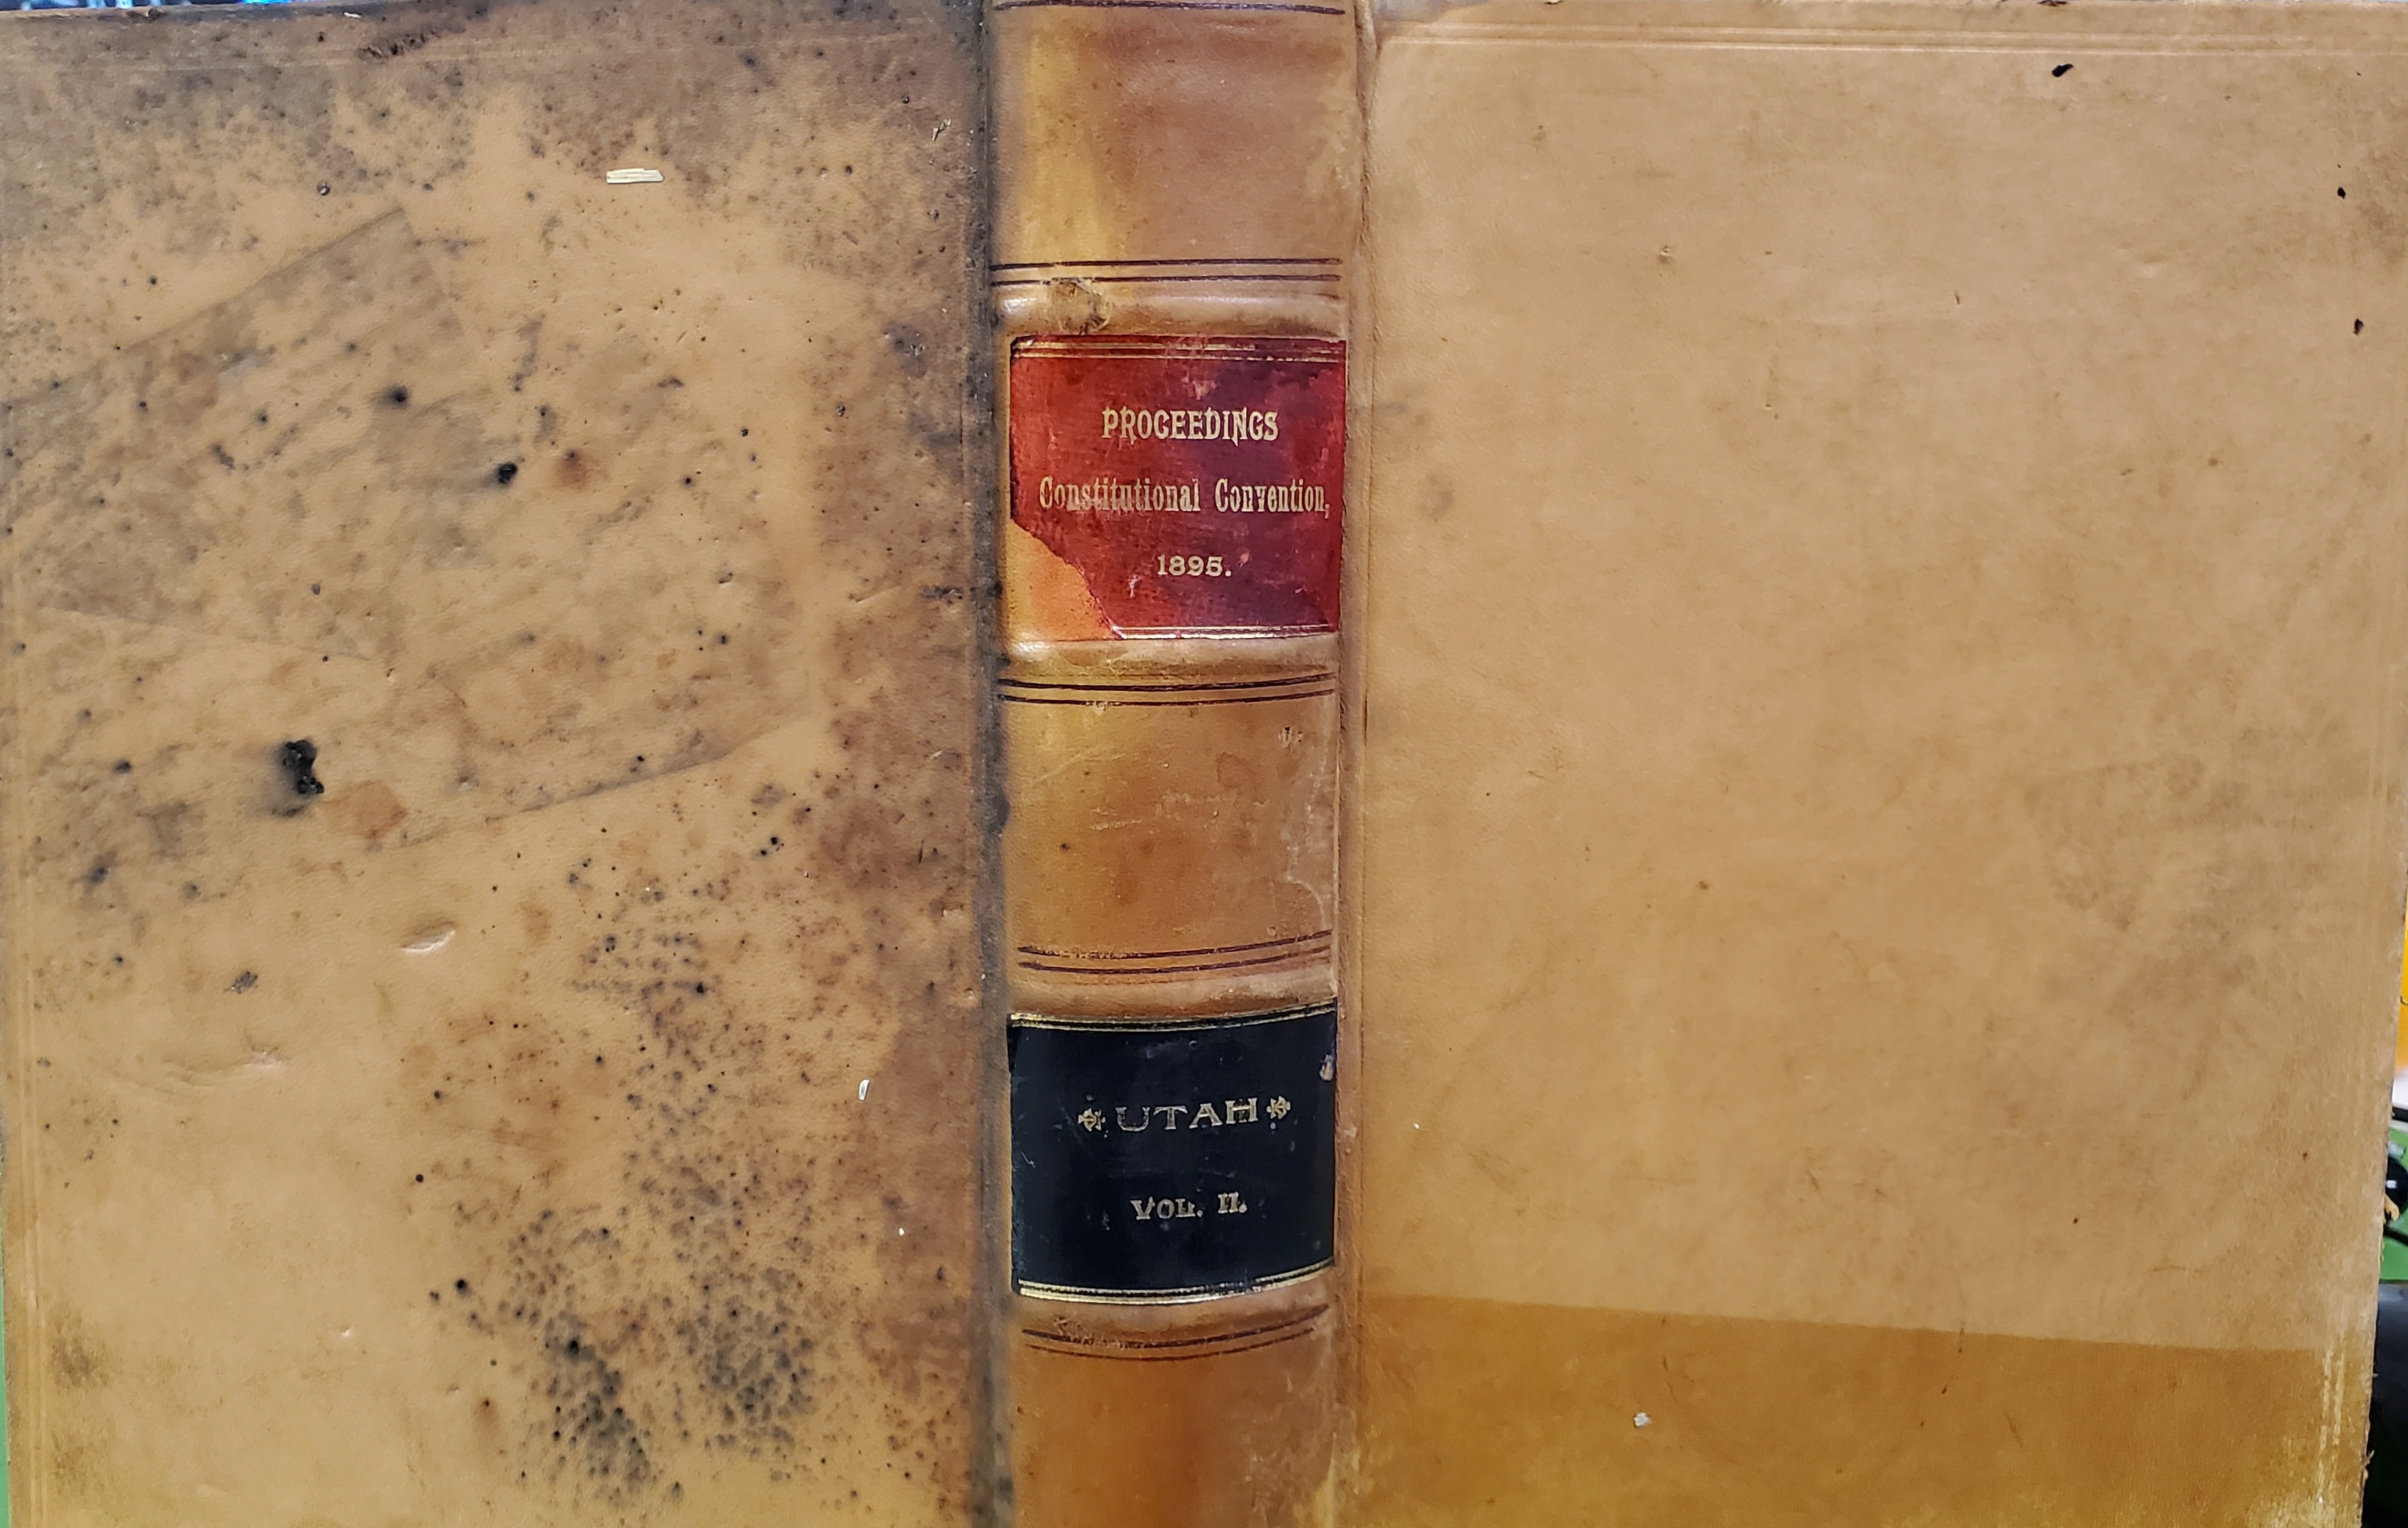 PROCEEDINGS
Constitutional Convention,
1895.
UTAH
VOL. II.